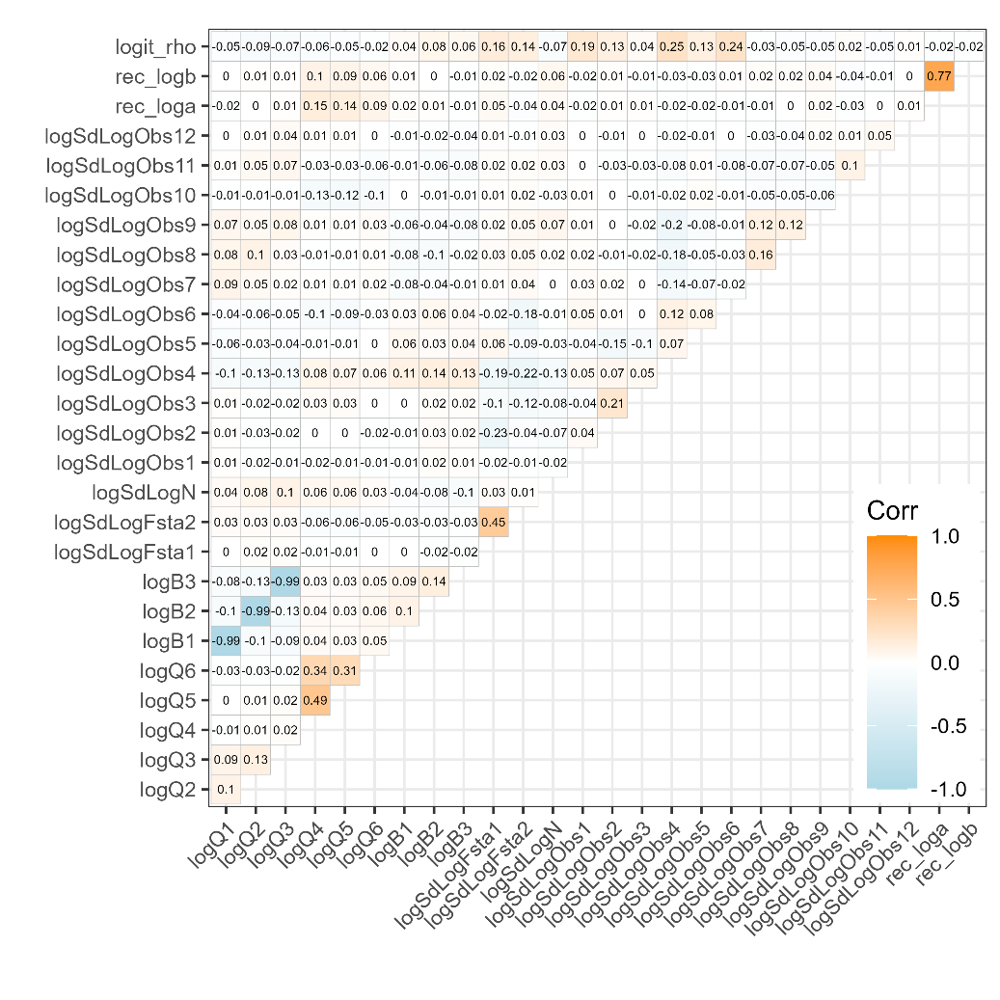 logit_rho -0.05 -0.09 -0.07 -0.06 -0.05 -0.02 0.04 0.08 0.06 0.16 0.14 -0.07 0.19 0.13 0.04 0.25 0.13 0.24 -0.03 -0.05 -0.05 0.02 -0.05 0.01 -0.02 -0.02
rec_logb 0 0.01 0.01 0.1 0.09 0.06 0.01 0 -0.01 0.02 -0.02 0.06 -0.02 0.01 -0.01 -0.03 -0.03 0.01 0.02 0.02 0.04 -0.04 -0.01 0 0.77
rec_loga -0.02 0 0.01 0.15 0.14 0.09 0.02 0.01 -0.01 0.05 -0.04 0.04 -0.02 0.01 0.01 -0.02 -0.02 -0.01 -0.01 0 0.02 -0.03 0 0.01
logSdLogObs12 0 0.01 0.04 0.01 0.01 0 -0.01 -0.02 -0.04 0.01 -0.01 0.03 0 -0.01 0 -0.02 -0.01 0 -0.03 -0.04 0.02 0.01 0.05
logSdLogObs11 0.01 0.05 0.07 -0.03 -0.03 -0.06 -0.01 -0.06 -0.08 0.02 0.02 0.03 0 -0.03 -0.03 -0.08 0.01 -0.08 -0.07 -0.07 -0.05 0.1
logSdLogObs10 -0.01 -0.01 -0.01 -0.13 -0.12 -0.1 0 -0.01 -0.01 0.01 0.02 -0.03 0.01 0 -0.01 -0.02 0.02 -0.01 -0.05 -0.05 -0.06
logSdLogObs9 0.07 0.05 0.08 0.01 0.01 0.03 -0.06 -0.04 -0.08 0.02 0.05 0.07 0.01 0 -0.02 -0.2 -0.08 -0.01 0.12 0.12
logSdLogObs8 0.08 0.1 0.03 -0.01 -0.01 0.01 -0.08 -0.1 -0.02 0.03 0.05 0.02 0.02 -0.01 -0.02 -0.18 -0.05 -0.03 0.16
logSdLogObs7 0.09 0.05 0.02 0.01 0.01 0.02 -0.08 -0.04 -0.01 0.01 0.04 0 0.03 0.02 0 -0.14 -0.07 -0.02
logSdLogObs6 -0.04 -0.06 -0.05 -0.1 -0.09 -0.03 0.03 0.06 0.04 -0.02 -0.18 -0.01 0.05 0.01 0 0.12 0.08
logSdLogObs5 -0.06 -0.03 -0.04 -0.01 -0.01 0 0.06 0.03 0.04 0.06 -0.09 -0.03 -0.04 -0.15 -0.1 0.07
logSdLogObs4 -0.1 -0.13 -0.13 0.08 0.07 0.06 0.11 0.14 0.13 -0.19 -0.22 -0.13 0.05 0.07 0.05
logSdLogObs3 0.01 -0.02 -0.02 0.03 0.03 0 0 0.02 0.02 -0.1 -0.12 -0.08 -0.04 0.21
logSdLogObs2 0.01 -0.03 -0.02 0 0 -0.02 -0.01 0.03 0.02 -0.23 -0.04 -0.07 0.04
logSdLogObs1 0.01 -0.02 -0.01 -0.02 -0.01 -0.01 -0.01 0.02 0.01 -0.02 -0.01 -0.02
logSdLogN 0.04 0.08 0.1 0.06 0.06 0.03 -0.04 -0.08 -0.1 0.03 0.01
logSdLogFsta2 0.03 0.03 0.03 -0.06 -0.06 -0.05 -0.03 -0.03 -0.03 0.45
logSdLogFsta1 0 0.02 0.02 -0.01 -0.01 0 0 -0.02 -0.02
logB3 -0.08 -0.13 -0.99 0.03 0.03 0.05 0.09 0.14
logB2 -0.1 -0.99 -0.13 0.04 0.03 0.06 0.1
logB1 -0.99 -0.1 -0.09 0.04 0.03 0.05
logQ6 -0.03 -0.03 -0.02 0.34 0.31
logQ5 0 0.01 0.02 0.49
logQ4 -0.01 0.01 0.02
logQ3 0.09 0.13
logQ2 0.1
Corr
1.0
0.5
0.0
-0.5
-1.0
logQ1 logQ2 logQ3 logQ4 logQ5 logQ6 logB1 logB2 logB3 logSdLogFsta1 logSdLogFsta2 logSdLogN logSdLogObs1 logSdLogObs2 logSdLogObs3 logSdLogObs4 logSdLogObs5 logSdLogObs6 logSdLogObs7 logSdLogObs8 logSdLogObs9 logSdLogObs10 logSdLogObs11 logSdLogObs12 rec_loga rec_logb